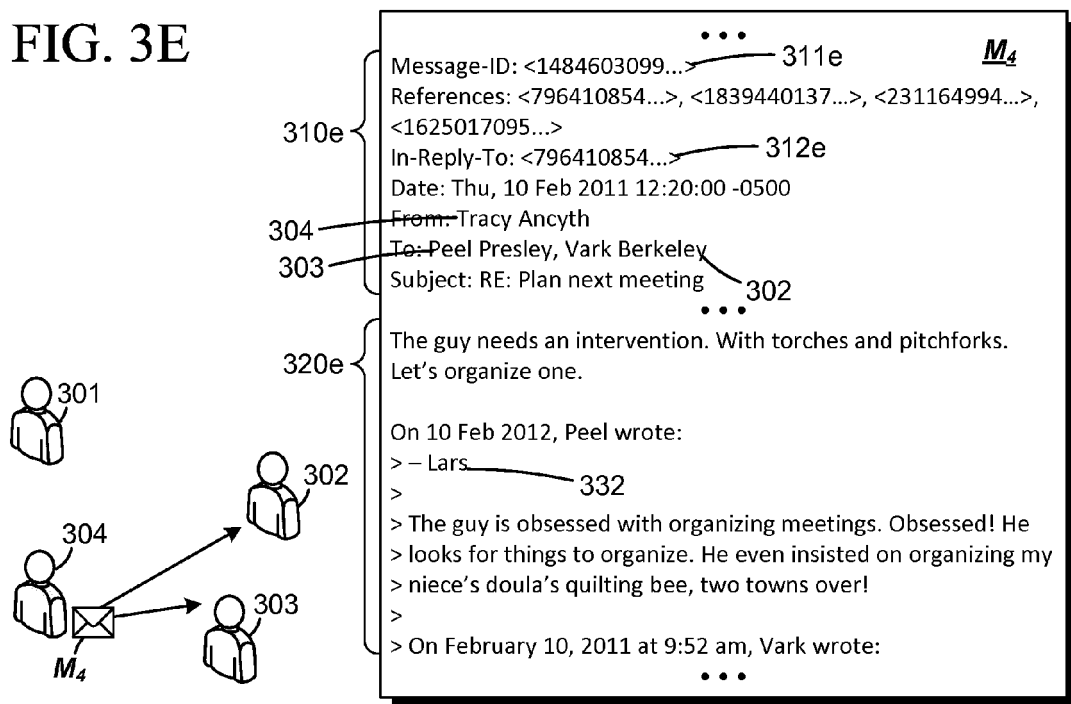 FIG. 3E
• • •
M4
Message-ID: <1484603099...>
311e
References: <796410854...>, <1839440137...>, <231164994...>,
<1625017095...>
310e
In-Reply-To: <796410854...>
312e
Date: Thu, 10 Feb 2011 12:20:00 -0500
304
From: Tracy Ancyth
303
To: Peel Presley, Vark Berkeley
302
Subject: RE: Plan next meeting
• • •
320e
The guy needs an intervention. With torches and pitchforks.
Let's organize one.
On 10 Feb 2012, Peel wrote:
> – Lars
332
>
> The guy is obsessed with organizing meetings. Obsessed! He
> looks for things to organize. He even insisted on organizing my
> niece's doula's quilting bee, two towns over!
>
> On February 10, 2011 at 9:52 am, Vark wrote:
• • •
301
302
304
303
M4